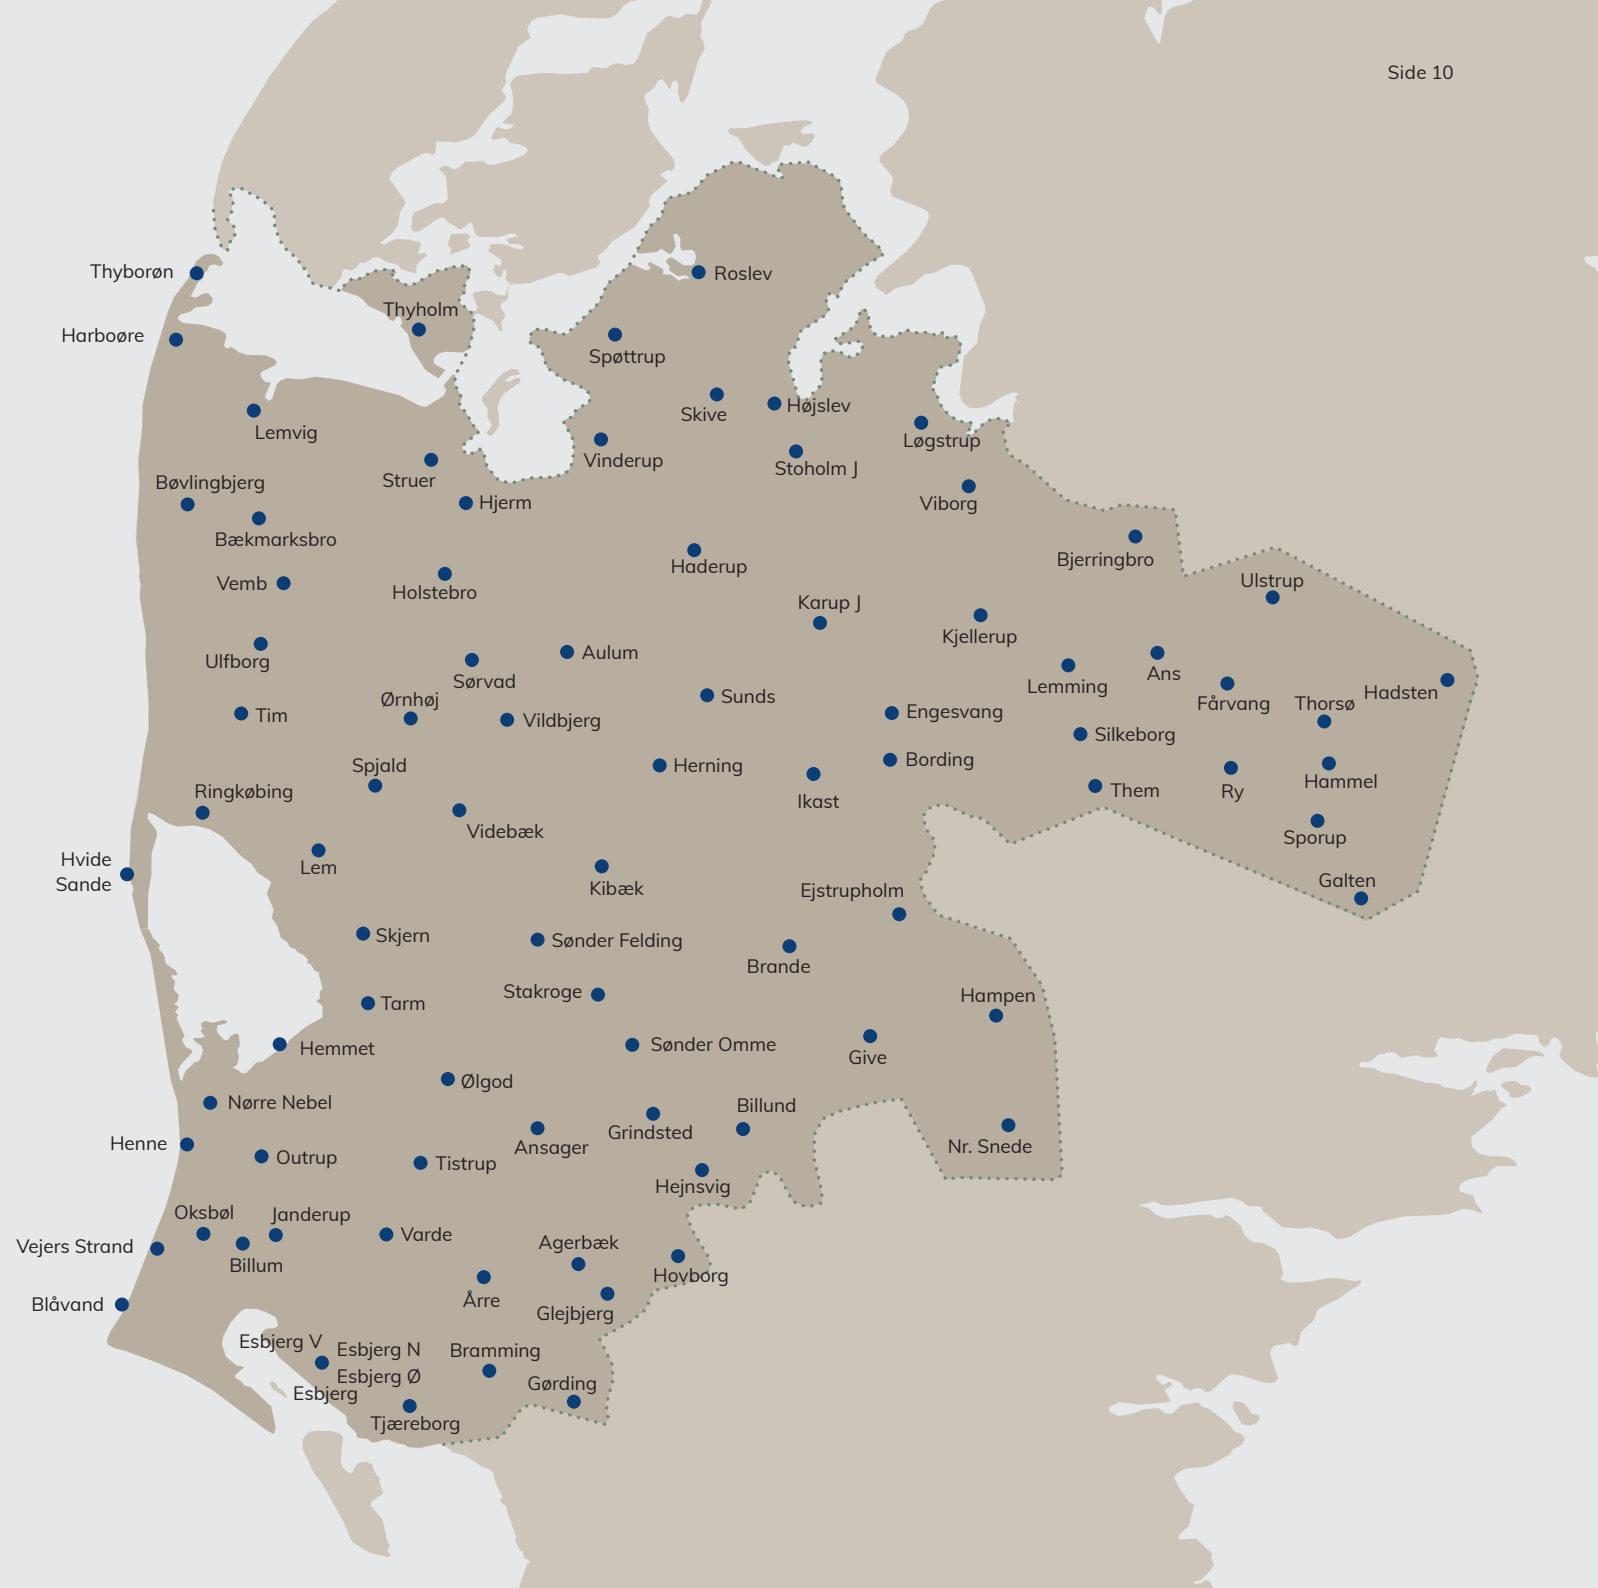 Side 10
Thyborøn
Roslev
Thyholm
Harboøre
Spøttrup
Højslev
Skive
Lemvig
Løgstrup
Vinderup
Stoholm J
Struer
Bøvlingbjerg
Hjerm
Viborg
Bækmarksbro
Bjerringbro
Haderup
Ulstrup
Vemb
Holstebro
Karup J
Kjellerup
Aulum
Ulfborg
Ans
Sørvad
Lemming
Hadsten
Sunds
Ørnhøj
Fårvang
Thorsø
Engesvang
Tim
Vildbjerg
Silkeborg
Bording
Spjald
Herning
Hammel
Them
Ry
Ringkøbing
Ikast
Videbæk
Sporup
Hvide
Sande
Lem
Galten
Kibæk
Ejstrupholm
Skjern
Sønder Felding
Brande
Stakroge
Hampen
Tarm
Sønder Omme
Hemmet
Give
Ølgod
Nørre Nebel
Billund
Grindsted
Henne
Ansager
Nr. Snede
Outrup
Tistrup
Hejnsvig
Oksbøl
Janderup
Varde
Agerbæk
Vejers Strand
Billum
Hovborg
Årre
Blåvand
Glejbjerg
Esbjerg V
Esbjerg N
Bramming
Esbjerg Ø
Gørding
Esbjerg
Tjæreborg